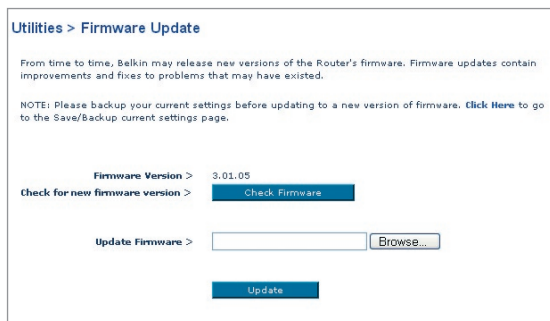 Utilities > Firmware Update
From time to time, Belkin may release new versions of the Router's firmware. Firmware updates contain
improvements and fixes to problems that may have existed.
NOTE: Please backup your current settings before updating to a new version of firmware. Click Here to go
to the Save/Backup current settings page.
Firmware Version > 3.01.05
Check for new firmware version > Check Firmware
Update Firmware > Browse...
Update